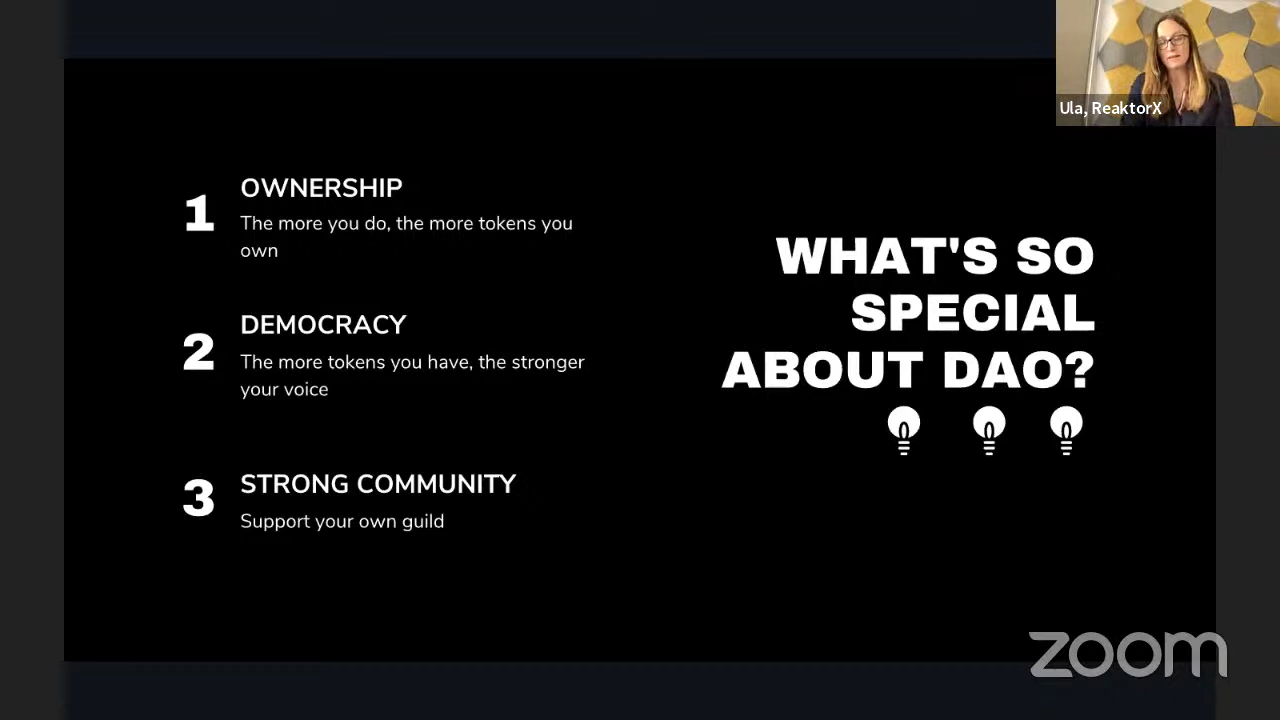 Ula, ReaktorX
1
OWNERSHIP
The more you do, the more tokens you
own
2
DEMOCRACY
The more tokens you have, the stronger
your voice
3
STRONG COMMUNITY
Support your own guild
WHAT'S SO
SPECIAL
ABOUT DAO?
zoom